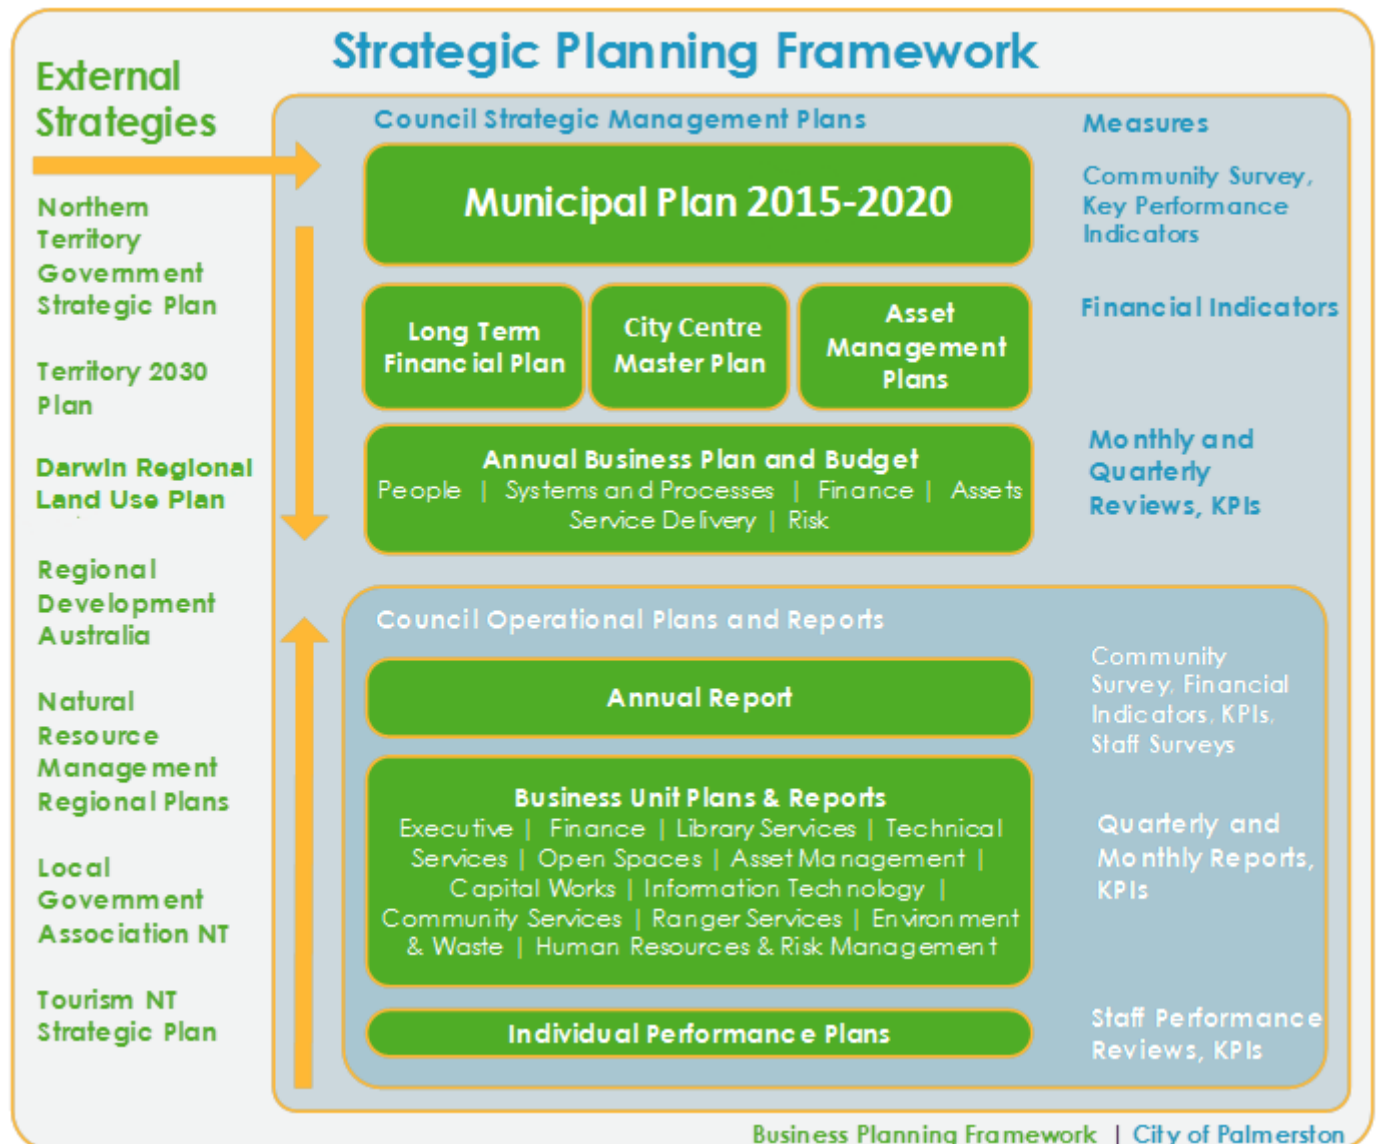 Strategic Planning Framework
External
Strategies
Northern
Territory
Government
Strategic Plan
Territory 2030
Plan
Darwin Regional
Land Use Plan
Regional
Development
Australia
Natural
Resource
Management
Regional Plans
Local
Government
Association NT
Tourism NT
Strategic Plan
Council Strategic Management Plans
Measures
Municipal Plan 2015-2020
Community Survey,
Key Performance
Indicators
Long Term
Financial Plan
City Centre
Master Plan
Asset
Management
Plans
Financial Indicators
Annual Business Plan and Budget
People | Systems and Processes | Finance | Assets
Service Delivery | Risk
Monthly and
Quarterly
Reviews, KPIs
Council Operational Plans and Reports
Annual Report
Community
Survey, Financial
Indicators, KPIs,
Staff Surveys
Business Unit Plans & Reports
Executive | Finance | Library Services | Technical
Services | Open Spaces | Asset Management |
Capital Works | Information Technology |
Community Services | Ranger Services | Environment
& Waste | Human Resources & Risk Management
Quarterly and
Monthly Reports,
KPIs
Individual Performance Plans
Staff Performance
Reviews, KPIs
Business Planning Framework | City of Palmerston